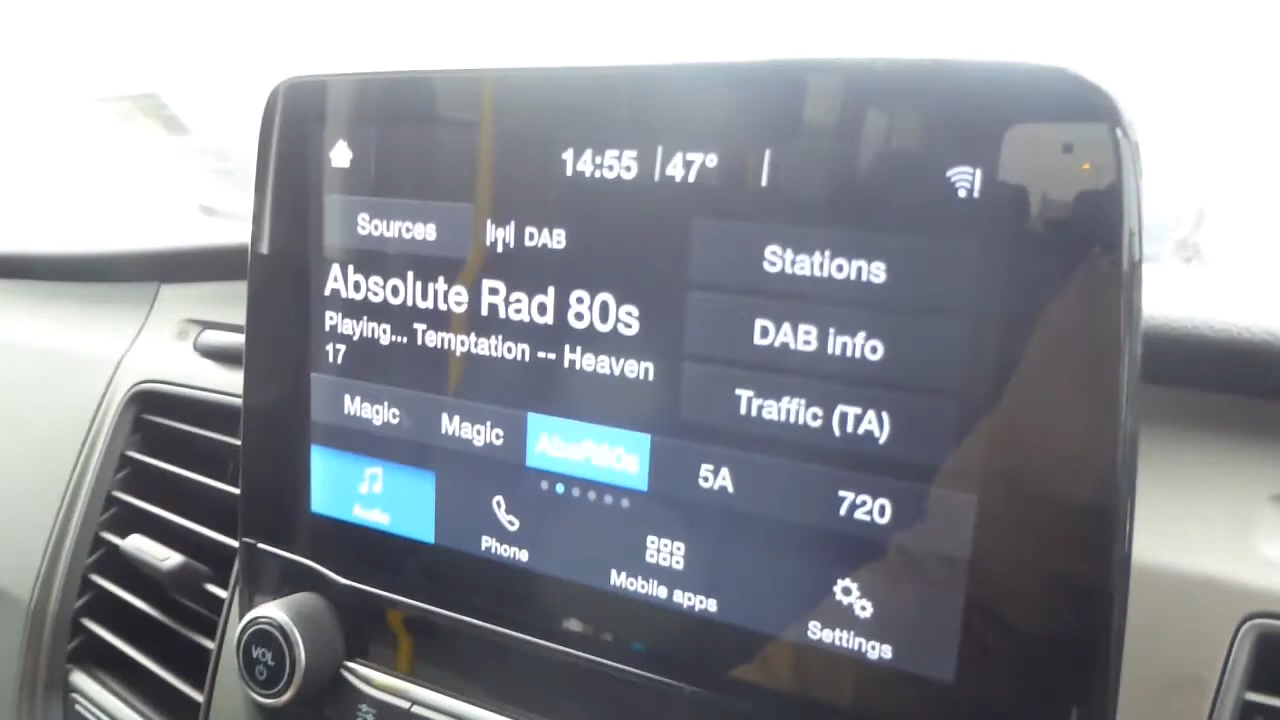 14:55 | 47° |
Sources DAB Stations
Absolute Rad 80s
Playing... Temptation -- Heaven
17
DAB info
Traffic (TA)
Magic Magic AbsR80s 5A 720
Audio Phone Mobile apps Settings
VOL